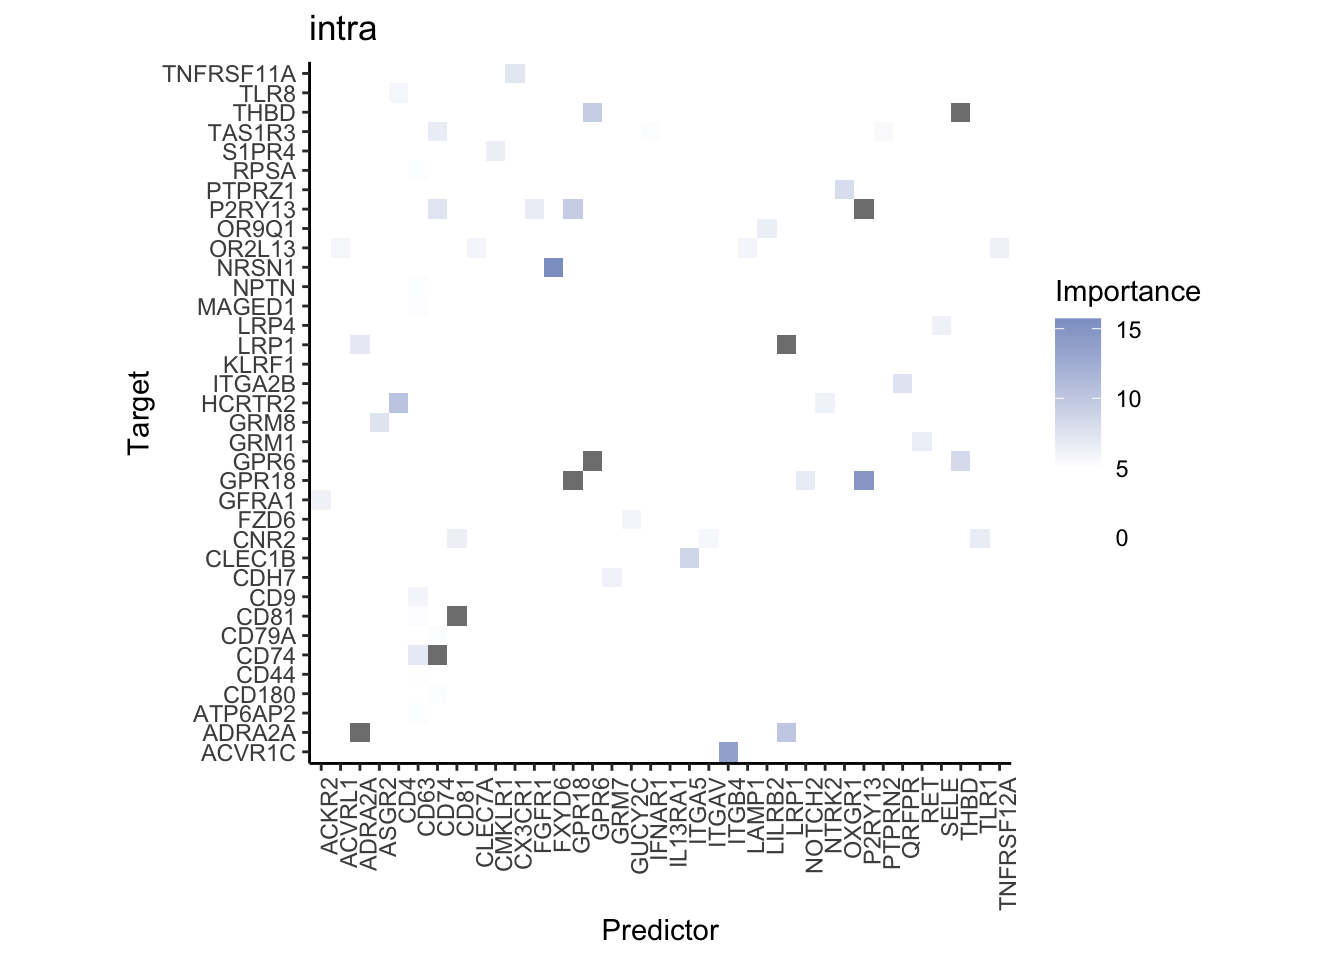 intra
TNFRSF11A
TLR8
THBD
TAS1R3
S1PR4
RPSA
PTPRZ1
P2RY13
OR9Q1
OR2L13
NRSN1
NPTN
MAGED1
LRP4
LRP1
KLRF1
ITGA2B
HCRTR2
GRM8
GRM1
GPR6
GPR18
GFRA1
FZD6
CNR2
CLEC1B
CDH7
CD9
CD81
CD79A
CD74
CD44
CD180
ATP6AP2
ADRA2A
ACVR1C
Target
ACKR2
ACVRL1
ADRA2A
ASGR2
CD4
CD63
CD74
CD81
CLEC7A
CMKLR1
CX3CR1
FGFR1
FXYD6
GPR18
GPR6
GRM7
GUCY2C
IFNAR1
IL13RA1
ITGA5
ITGAV
ITGB4
LAMP1
LILRB2
LRP1
NOTCH2
NTRK2
OXGR1
P2RY13
PTPRN2
QRFPR
RET
SELE
THBD
TLR1
TNFRSF12A
Predictor
Importance
15
10
5
0